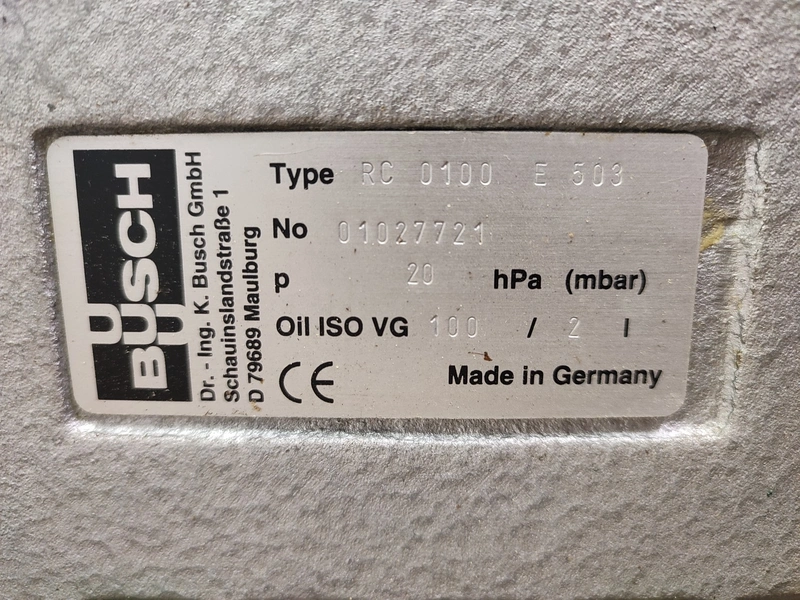 BUSCH
Dr. - Ing. K. Busch GmbH
Schauinslandstraße 1
D 79689 Maulburg
Type RC 0100 E 503
No 01027721
p 20 hPa (mbar)
Oil ISO VG 100 / 2 l
CE
Made in Germany